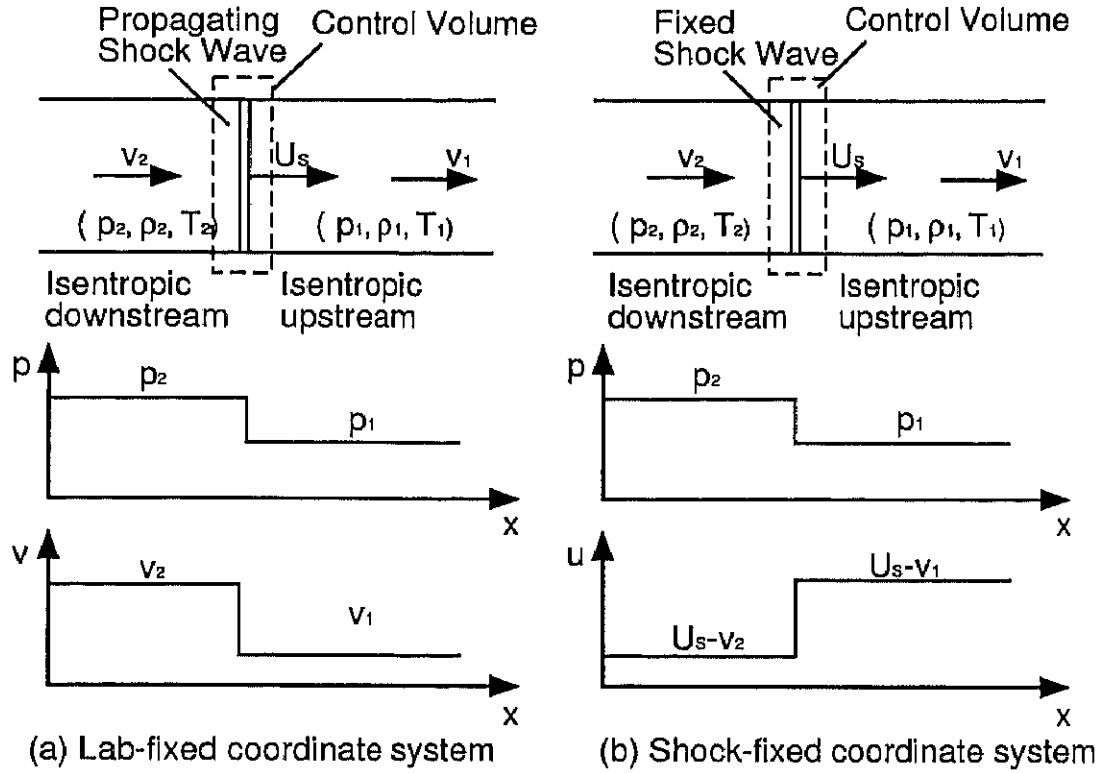 Propagating
Shock Wave
Control Volume
v₂
Uₛ
v₁
( p₂, ρ₂, T₂)
( p₁, ρ₁, T₁)
Isentropic
downstream
Isentropic
upstream
p
p₂
p₁
x
v
v₂
v₁
x
(a) Lab-fixed coordinate system
Fixed
Shock Wave
Control Volume
v₂
Uₛ
v₁
( p₂, ρ₂, T₂)
( p₁, ρ₁, T₁)
Isentropic
downstream
Isentropic
upstream
p
p₂
p₁
x
u
Uₛ-v₂
Uₛ-v₁
x
(b) Shock-fixed coordinate system